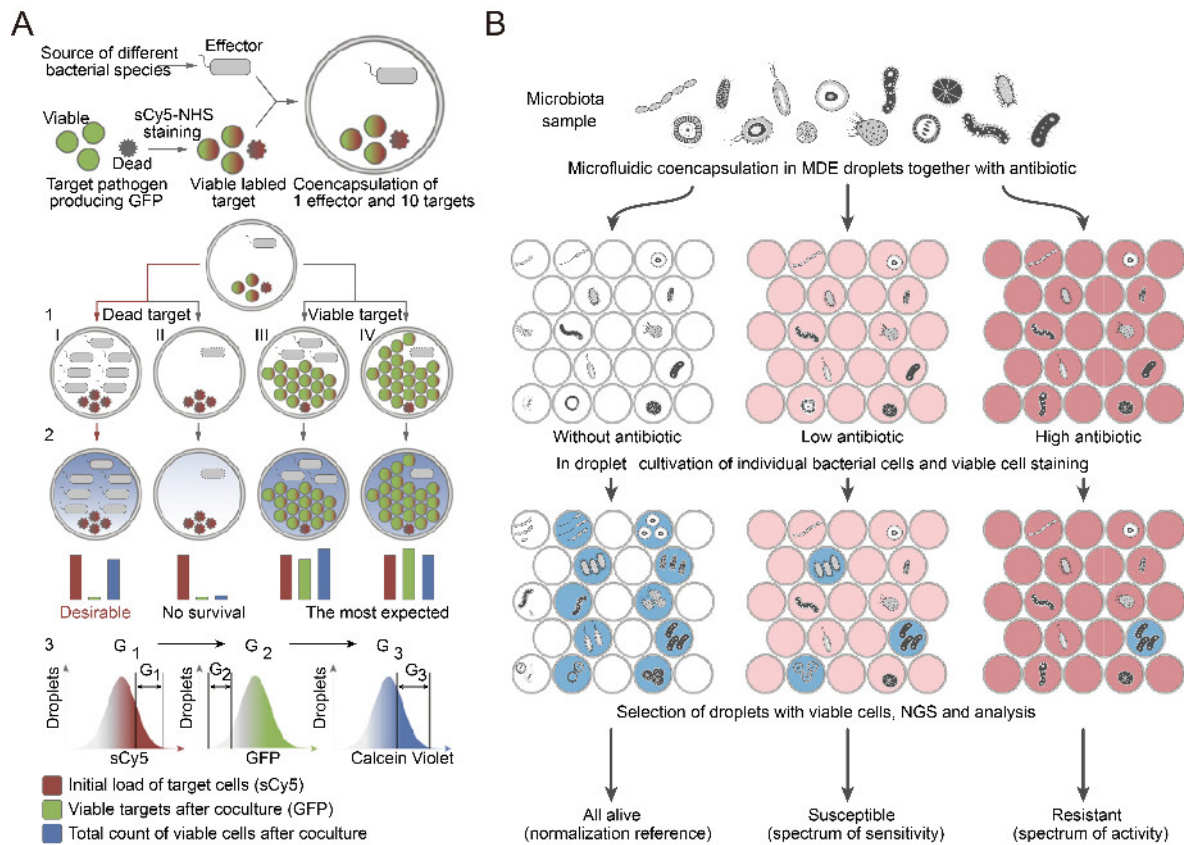 A
Source of different
bacterial species
Effector
Viable
sCy5-NHS
staining
Dead
Target pathogen
producing GFP
Viable labled
target
Coencapsulation of
1 effector and 10 targets
1
Dead target
Viable target
I
II
III
IV
2
Desirable
No survival
The most expected
3
G1
G2
G3
Droplets
G1
Droplets
G2
Droplets
G3
sCy5
GFP
Calcein Violet
Initial load of target cells (sCy5)
Viable targets after coculture (GFP)
Total count of viable cells after coculture
B
Microbiota
sample
Microfluidic coencapsulation in MDE droplets together with antibiotic
Without antibiotic
Low antibiotic
High antibiotic
In droplet cultivation of individual bacterial cells and viable cell staining
Selection of droplets with viable cells, NGS and analysis
All alive
(normalization reference)
Susceptible
(spectrum of sensitivity)
Resistant
(spectrum of activity)